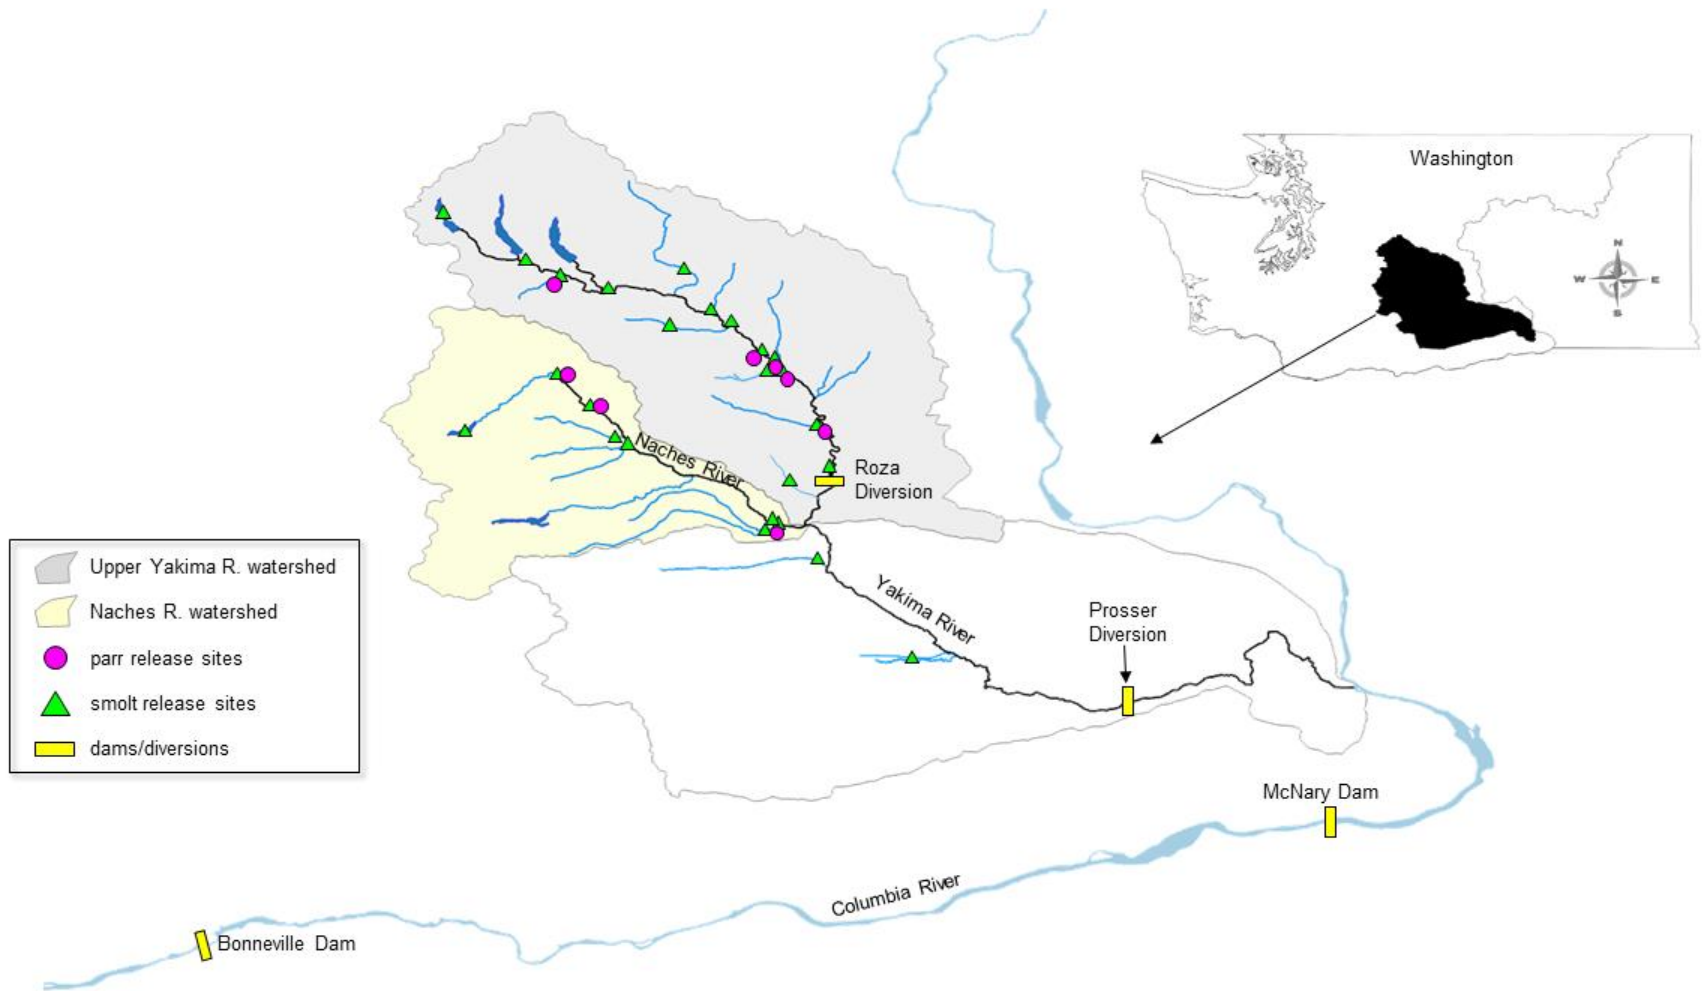 Washington
N
W
E
S
Naches River
Roza
Diversion
Upper Yakima R. watershed
Naches R. watershed
parr release sites
smolt release sites
dams/diversions
Yakima River
Prosser
Diversion
McNary Dam
Columbia River
Bonneville Dam